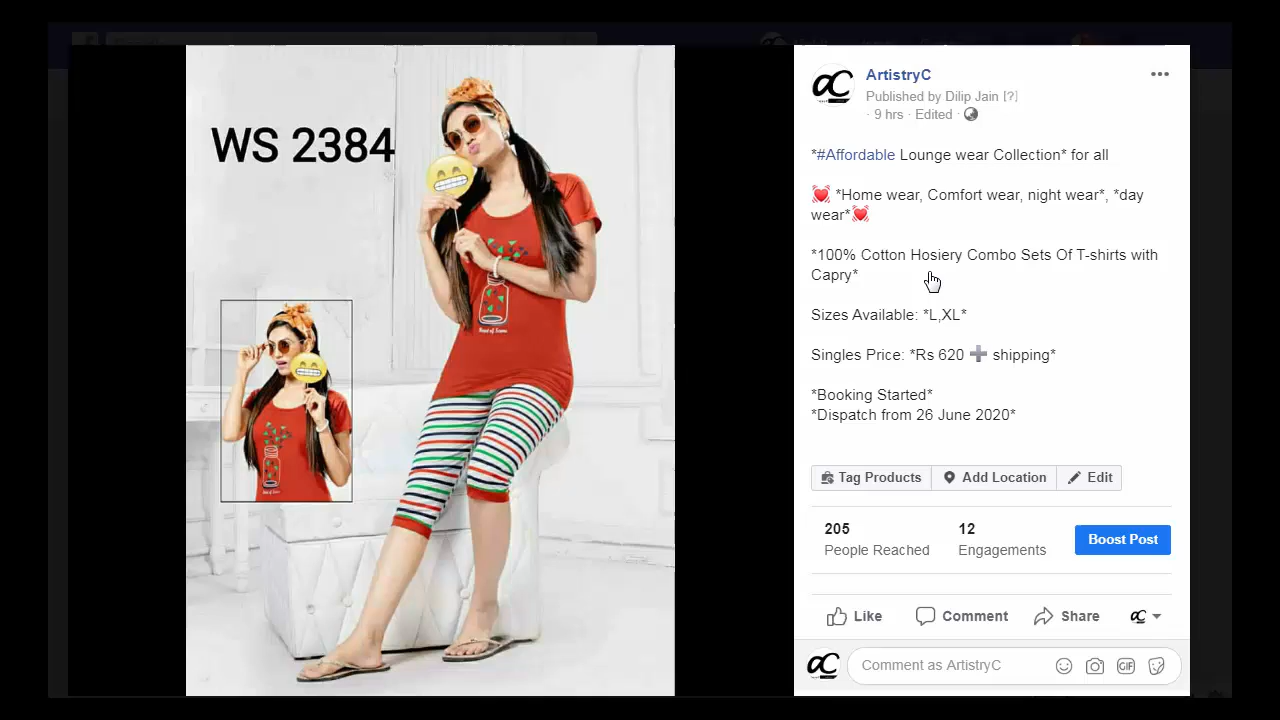 WS 2384
ArtistryC
Published by Dilip Jain [?]
· 9 hrs · Edited ·
*#Affordable Lounge wear Collection* for all
💓 *Home wear, Comfort wear, night wear*, *day
wear*💓
*100% Cotton Hosiery Combo Sets Of T-shirts with
Capry*
Sizes Available: *L,XL*
Singles Price: *Rs 620 ➕ shipping*
*Booking Started*
*Dispatch from 26 June 2020*
Tag Products Add Location Edit
205 12
People Reached Engagements
Boost Post
Like Comment Share
Comment as ArtistryC GIF